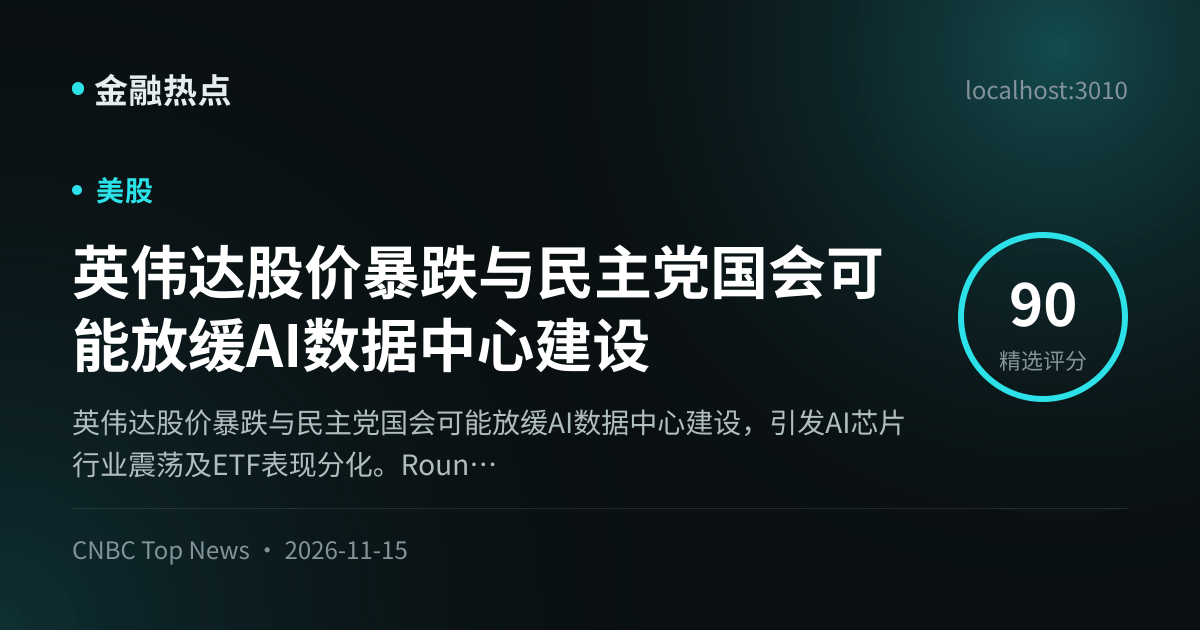 金融热点
localhost:3010
美股
英伟达股价暴跌与民主党国会可
能放缓AI数据中心建设
90
精选评分
英伟达股价暴跌与民主党国会可能放缓AI数据中心建设，引发AI芯片
行业震荡及ETF表现分化。Roun…
CNBC Top News · 2026-11-15